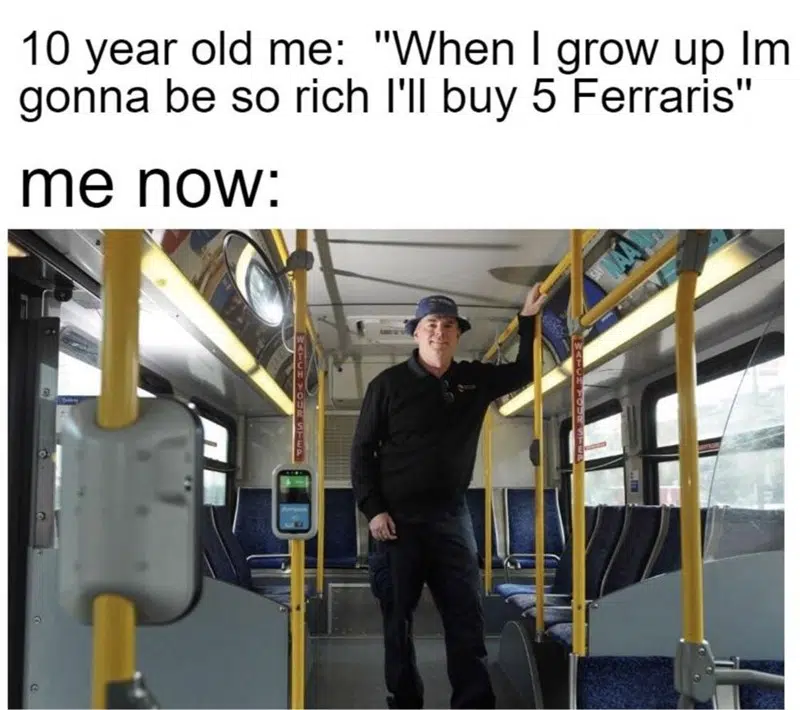 10 year old me:  "When I grow up Im
gonna be so rich I'll buy 5 Ferraris"
me now:
WATCH YOUR STEP
WATCH YOUR STEP